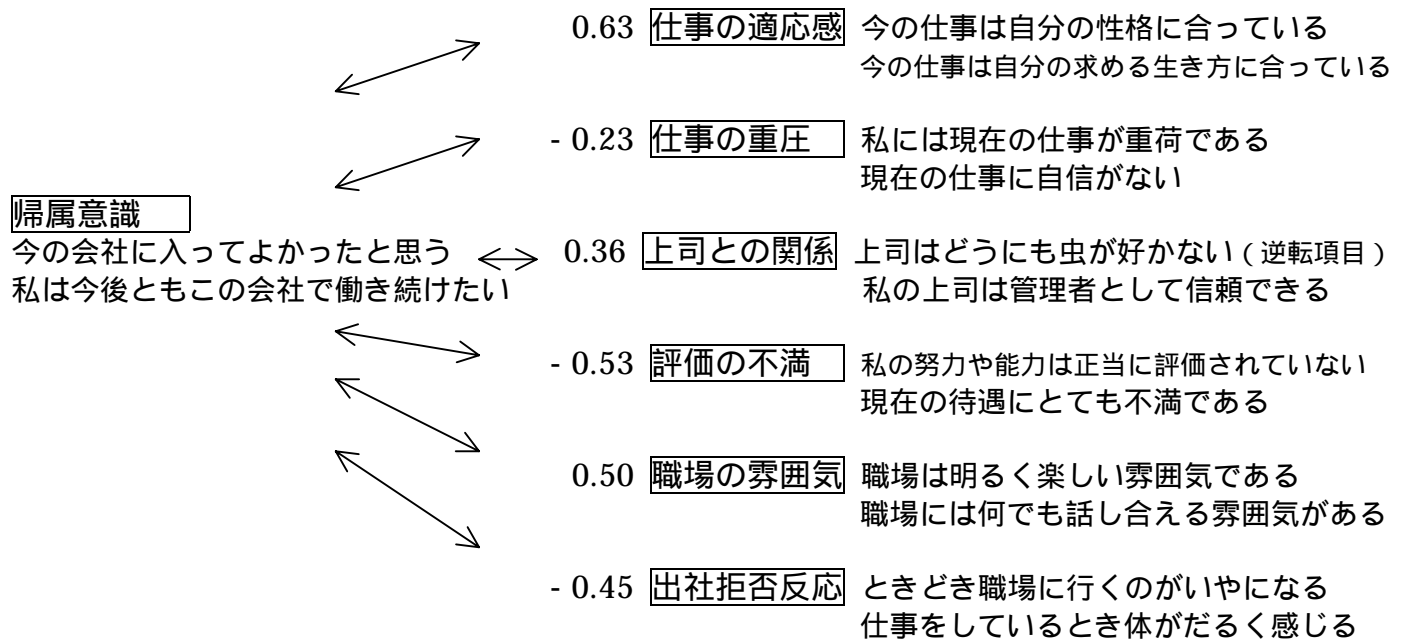 0.63 仕事の適応感 今の仕事は自分の性格に合っている
今の仕事は自分の求める生き方に合っている
- 0.23 仕事の重圧 私には現在の仕事が重荷である
現在の仕事に自信がない
帰属意識
今の会社に入ってよかったと思う
私は今後ともこの会社で働き続けたい
0.36 上司との関係 上司はどうにも虫が好かない(逆転項目)
私の上司は管理者として信頼できる
- 0.53 評価の不満 私の努力や能力は正当に評価されていない
現在の待遇にとても不満である
0.50 職場の雰囲気 職場は明るく楽しい雰囲気である
職場には何でも話し合える雰囲気がある
- 0.45 出社拒否反応 ときどき職場に行くのがいやになる
仕事をしているとき体がだるく感じる